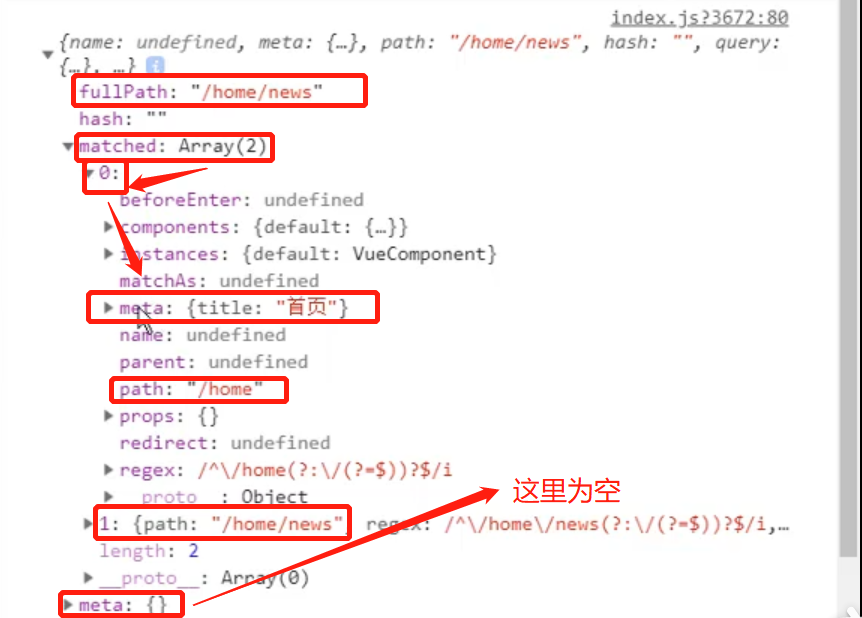 index.js?3672:80
{name: undefined, meta: {…}, path: "/home/news", hash: "", query:
{…}, …} i
fullPath: "/home/news"
hash: ""
matched: Array(2)
0:
beforeEnter: undefined
components: {default: {…}}
instances: {default: VueComponent}
matchAs: undefined
meta: {title: "首页"}
name: undefined
parent: undefined
path: "/home"
props: {}
redirect: undefined
regex: /^\/home(?:\/(?=$))?$/i
__proto__: Object
这里为空
1: {path: "/home/news", regex: /^\/home\/news(?:\/(?=$))?$/i,…
length: 2
__proto__: Array(0)
meta: {}